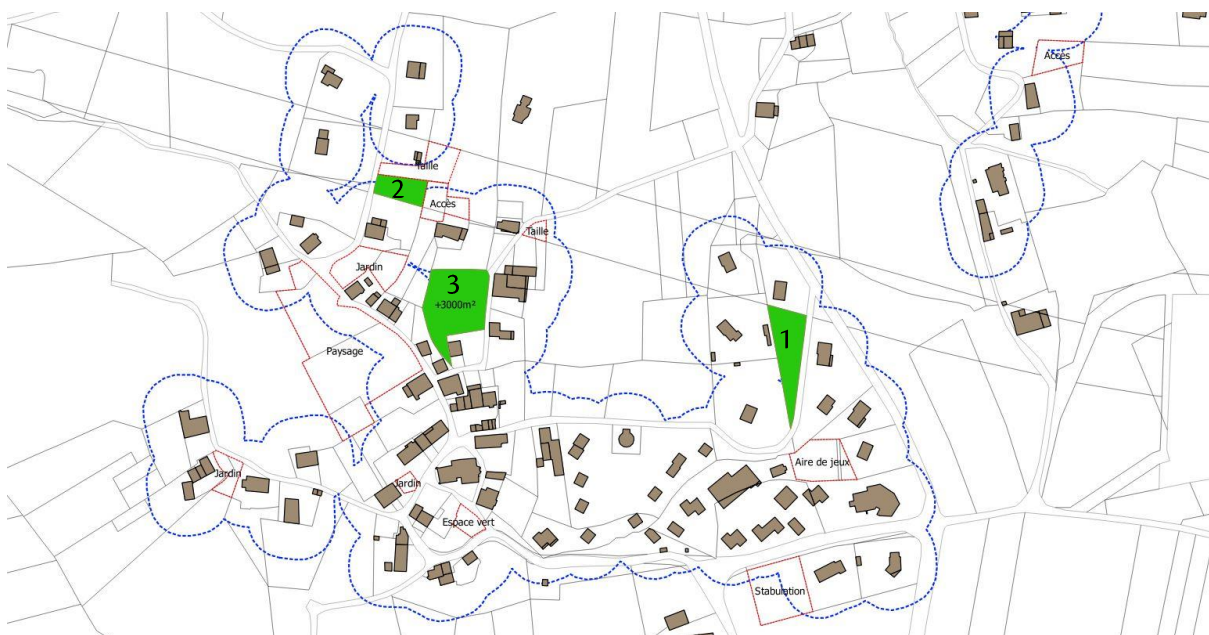 Accès
Taille
2
Accès
Taille
Jardin
3
+3000m²
1
Paysage
Aire de jeux
Jardin
Jardin
Espace vert
Stabulation